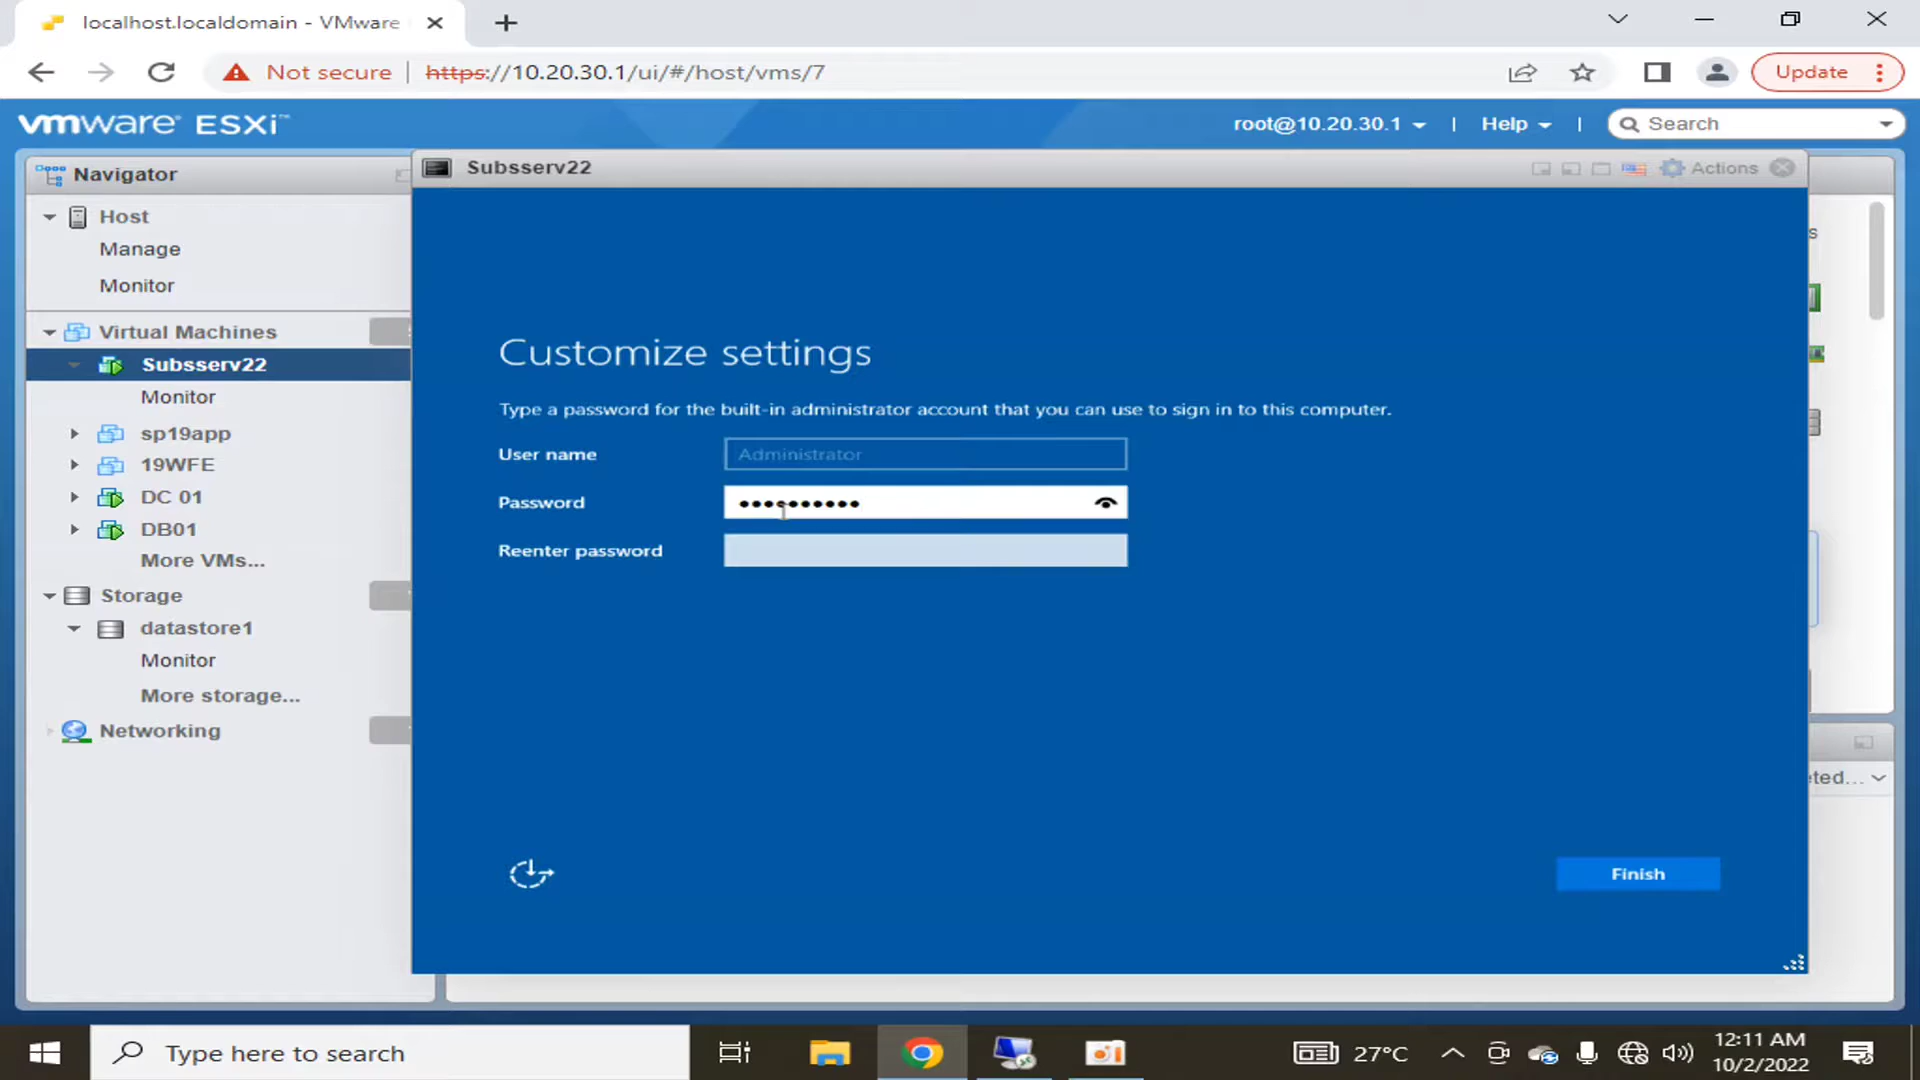 localhost.localdomain - VMware
Not secure
https://10.20.30.1/ui/#/host/vms/7
Update
vmware ESXi™
root@10.20.30.1
|
Help
|
Search
Navigator
Subsserv22
Actions
Host
Manage
Monitor
Virtual Machines
Subsserv22
Monitor
sp19app
19WFE
DC 01
DB01
More VMs...
Storage
datastore1
Monitor
More storage...
Networking
Customize settings
Type a password for the built-in administrator account that you can use to sign in to this computer.
User name
Administrator
Password
••••••••••
Reenter password
Finish
Type here to search
27°C
12:11 AM
10/2/2022